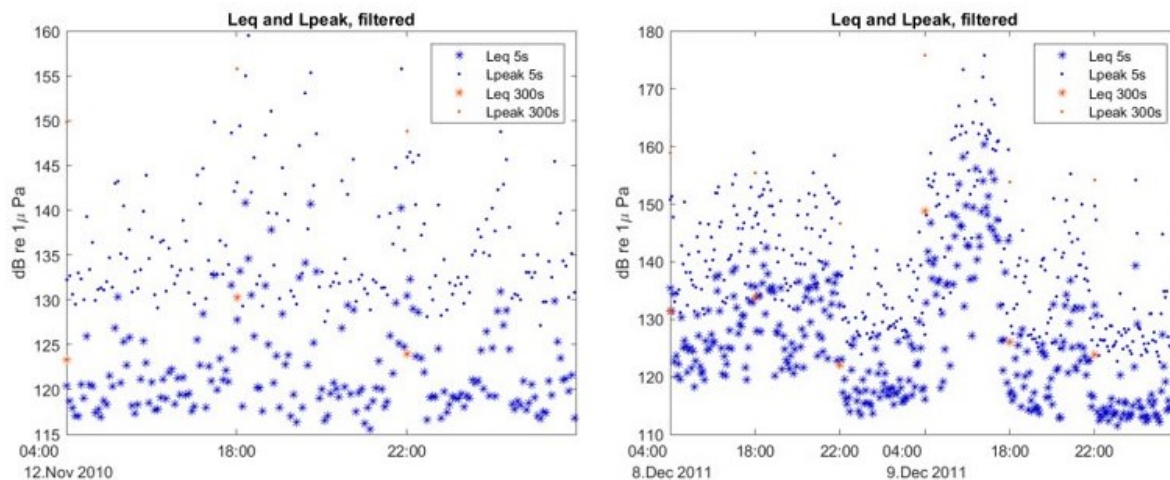 Leq and Lpeak, filtered
160
155
150
145
140
135
130
125
120
115
dB re 1μ Pa
Leq 5s
Lpeak 5s
Leq 300s
Lpeak 300s
04:00
18:00
22:00
12.Nov 2010
Leq and Lpeak, filtered
180
170
160
150
140
130
120
110
dB re 1μ Pa
Leq 5s
Lpeak 5s
Leq 300s
Lpeak 300s
04:00
18:00
22:00
04:00
18:00
22:00
8.Dec 2011
9.Dec 2011